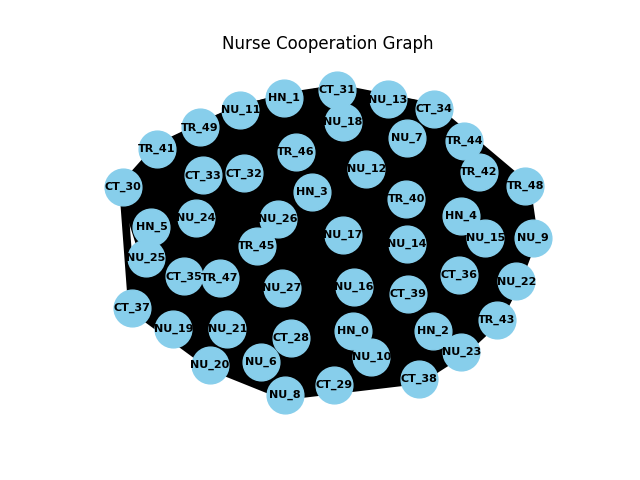 Nurse Cooperation Graph
CT_31
HN_1
NU_13
CT_34
NU_11
NU_18
TR_49
NU_7
TR_44
TR_41
TR_46
NU_12
TR_42
CT_33
CT_32
TR_48
CT_30
HN_3
TR_40
HN_4
NU_24
NU_26
HN_5
NU_17
NU_15
NU_9
TR_45
NU_14
NU_25
CT_35
TR_47
CT_36
NU_22
NU_27
NU_16
CT_39
CT_37
TR_43
NU_19
NU_21
HN_0
HN_2
CT_28
NU_23
NU_10
NU_6
NU_20
CT_38
CT_29
NU_8